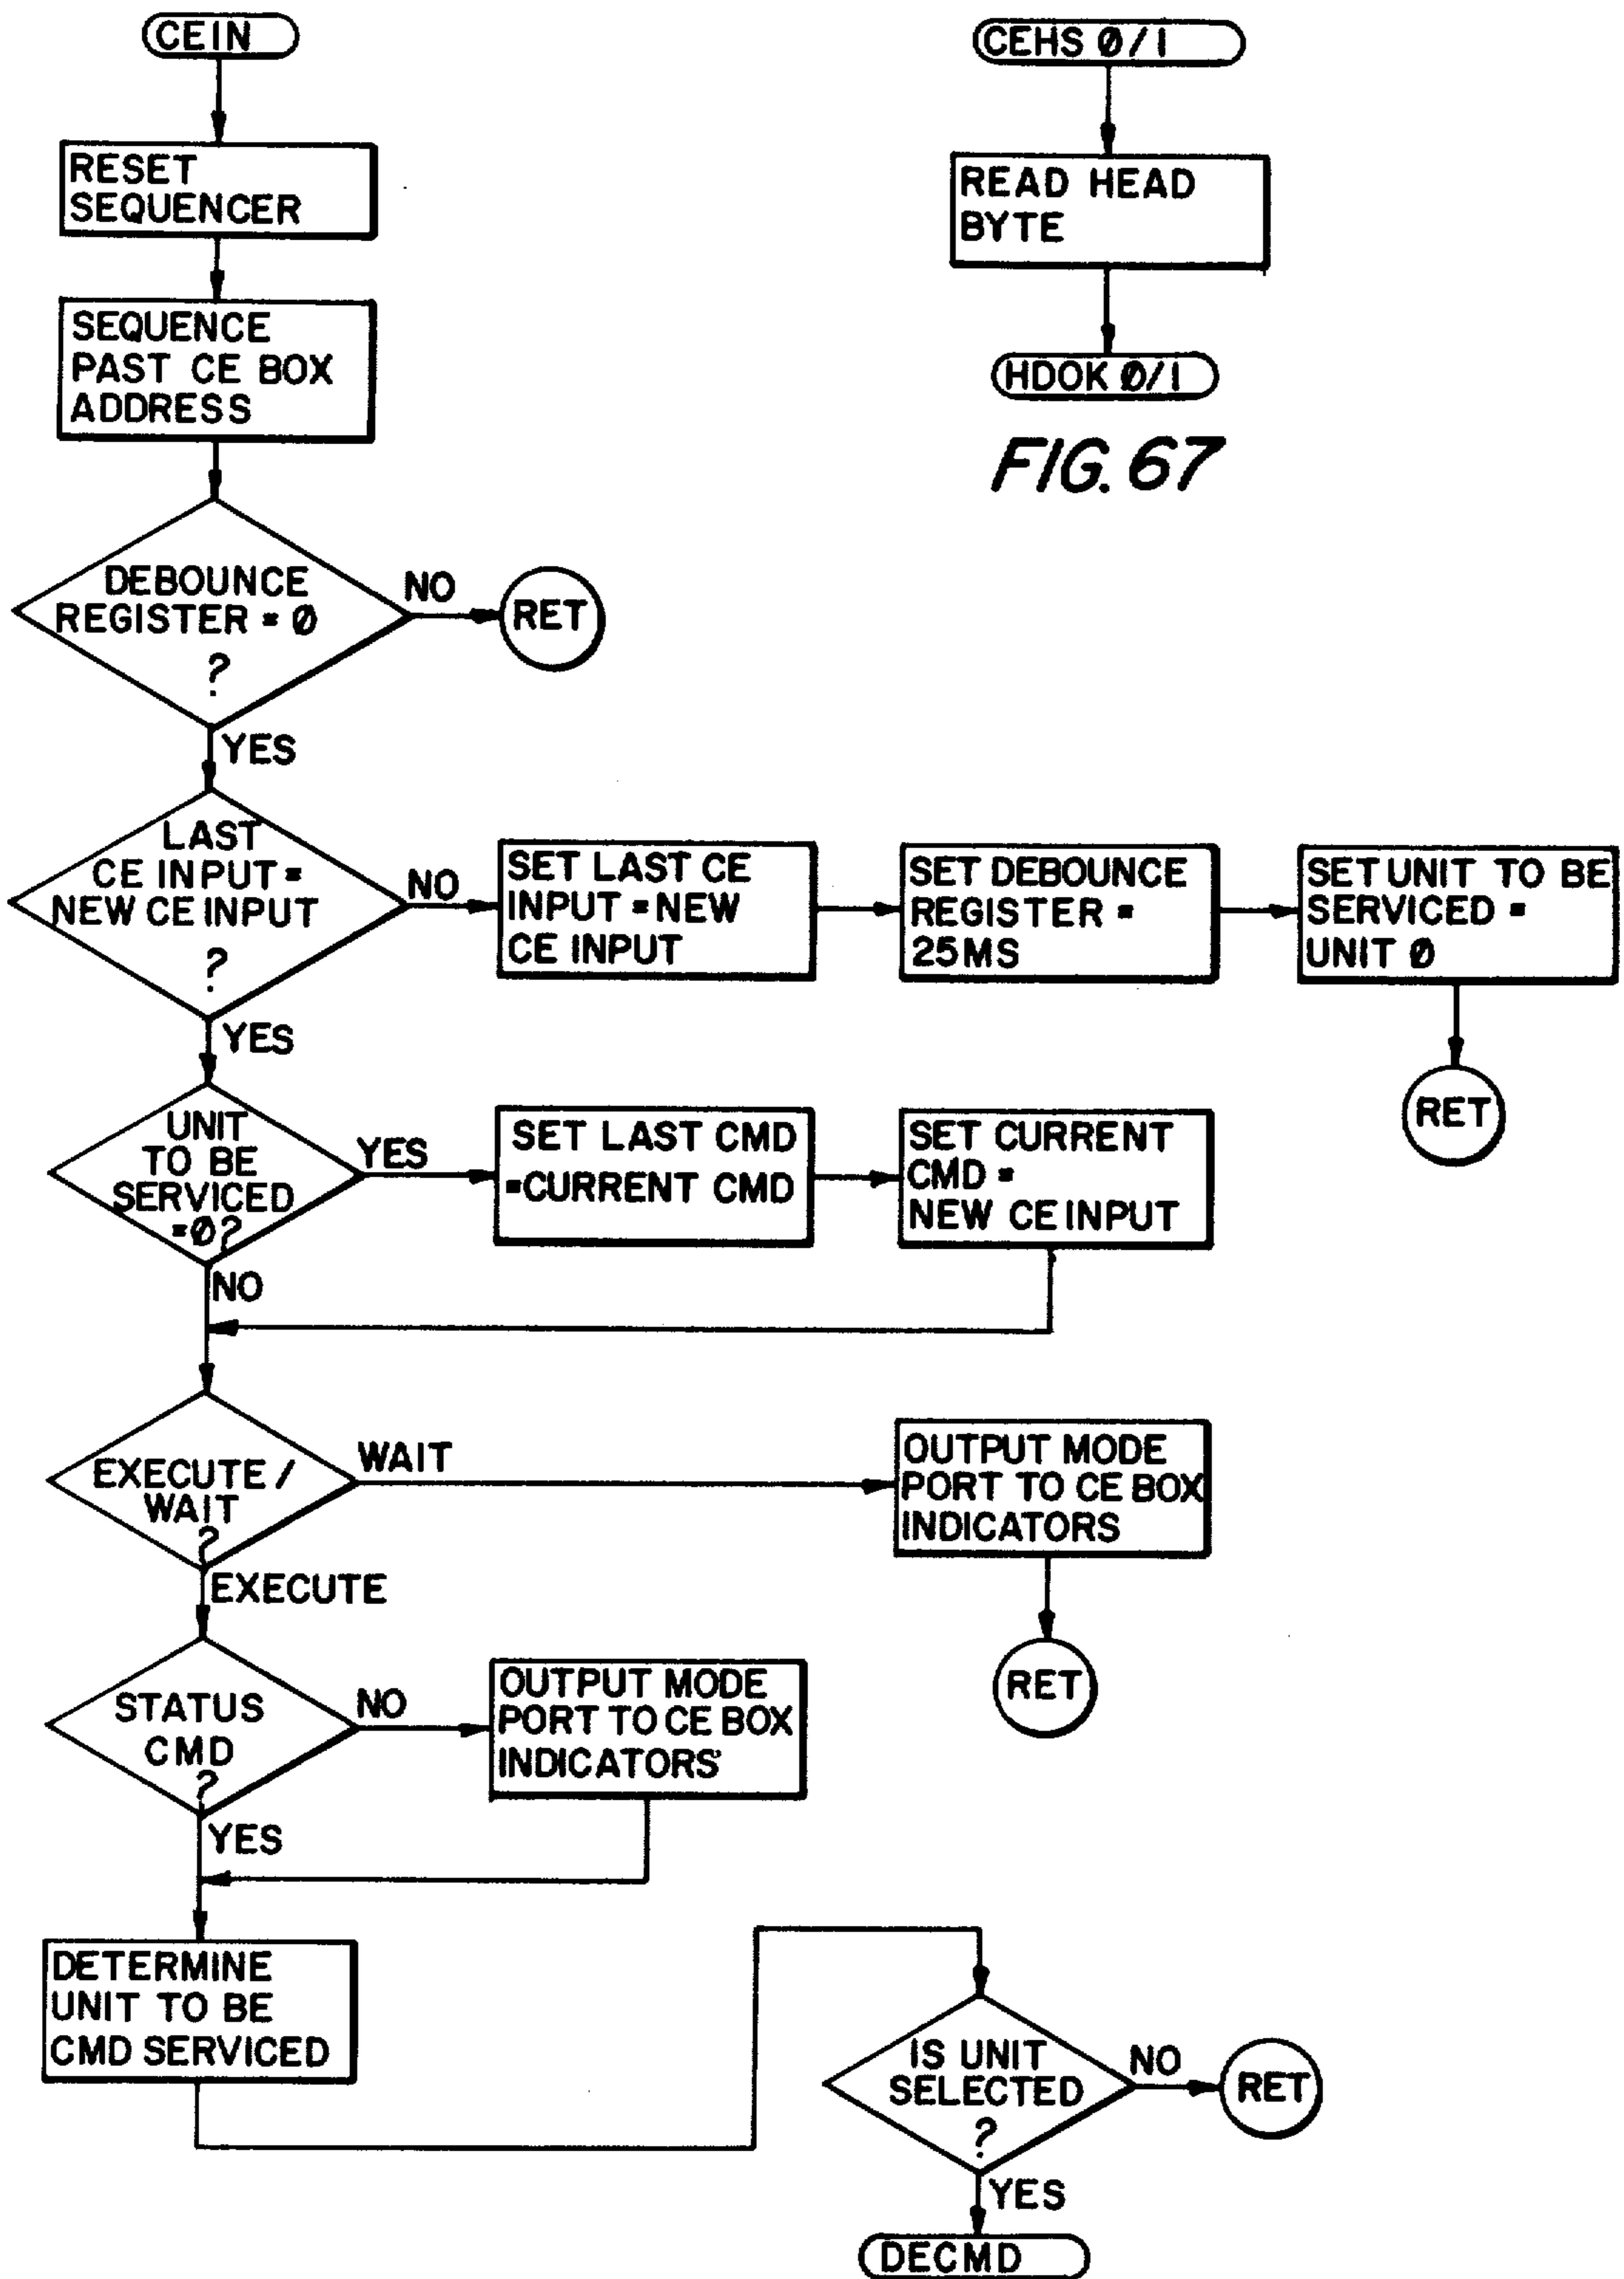 CEIN
RESET
SEQUENCER
SEQUENCE
PAST CE BOX
ADDRESS
DEBOUNCE
REGISTER = Ø
?
NO
RET
YES
LAST
CE INPUT =
NEW CE INPUT
?
NO
SET LAST CE
INPUT = NEW
CE INPUT
SET DEBOUNCE
REGISTER =
25MS
SET UNIT TO BE
SERVICED =
UNIT Ø
RET
YES
UNIT
TO BE
SERVICED
=Ø?
YES
SET LAST CMD
=CURRENT CMD
SET CURRENT
CMD =
NEW CE INPUT
NO
EXECUTE /
WAIT
?
WAIT
OUTPUT MODE
PORT TO CE BOX
INDICATORS
RET
EXECUTE
STATUS
CMD
?
NO
OUTPUT MODE
PORT TO CE BOX
INDICATORS
YES
DETERMINE
UNIT TO BE
CMD SERVICED
IS UNIT
SELECTED
?
NO
RET
YES
DECMD
CEHS Ø/1
READ HEAD
BYTE
HDOK Ø/1
FIG. 67